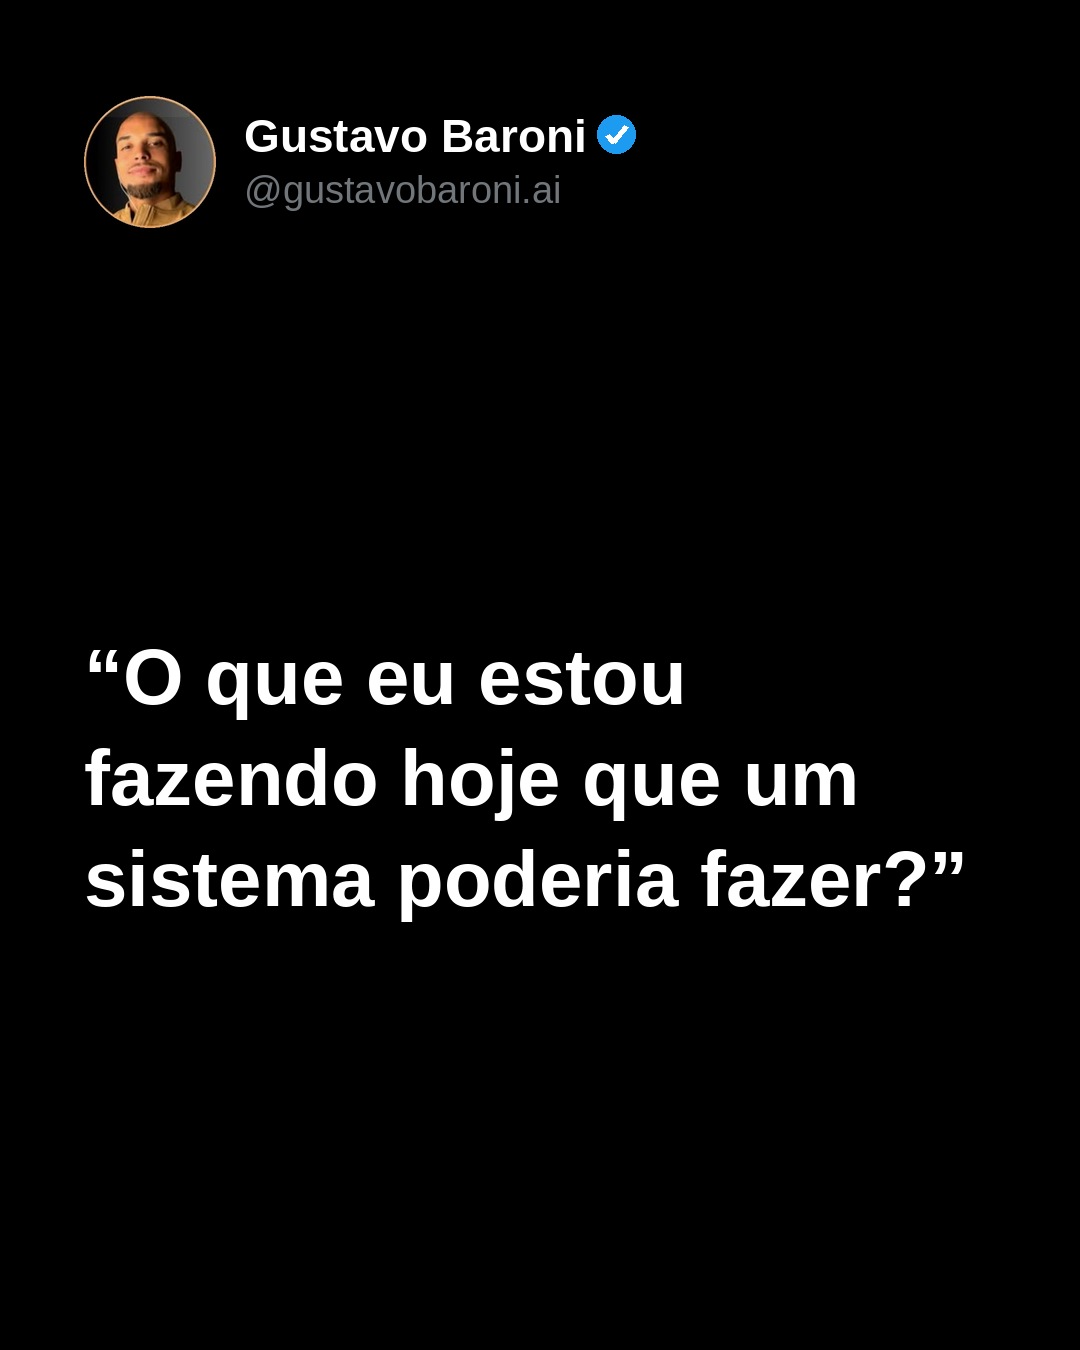 Gustavo Baroni
@gustavobaroni.ai
“O que eu estou
fazendo hoje que um
sistema poderia fazer?”